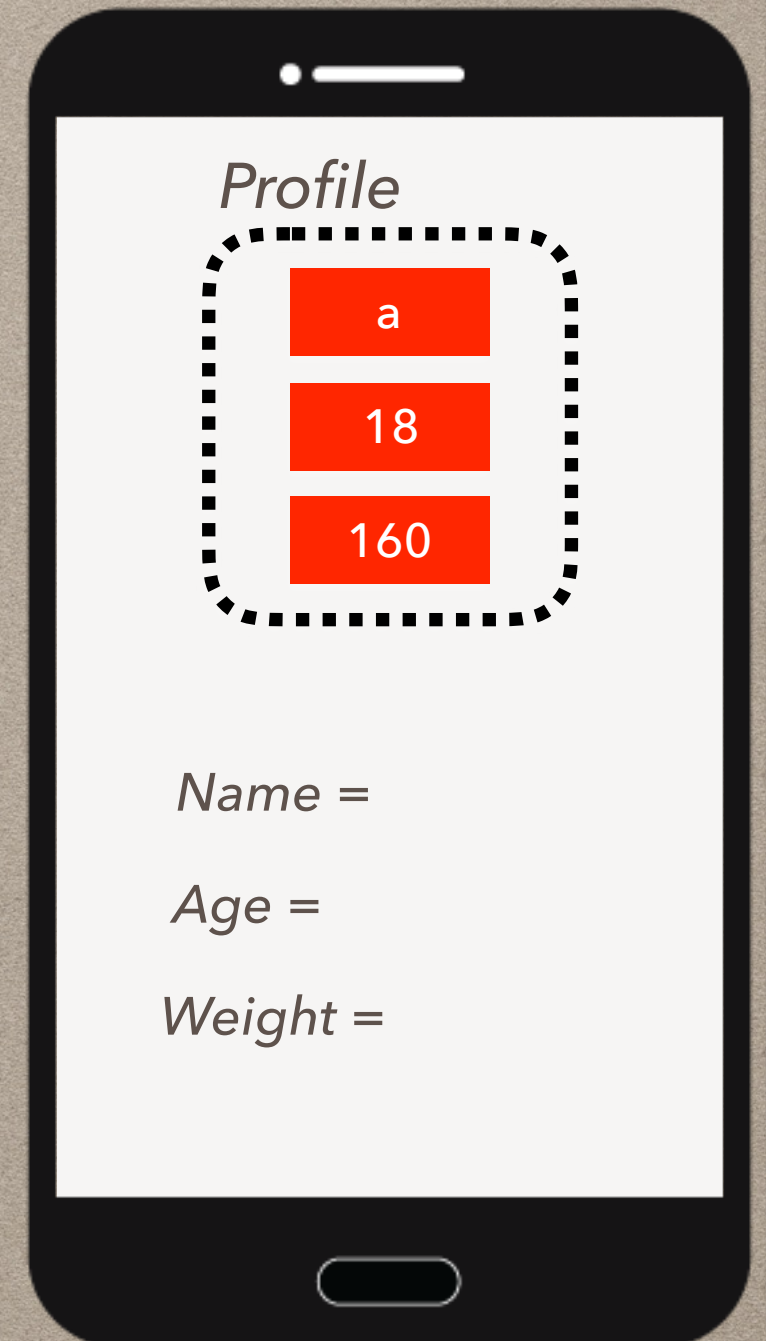 Profile
a
18
160
Name =
Age =
Weight =